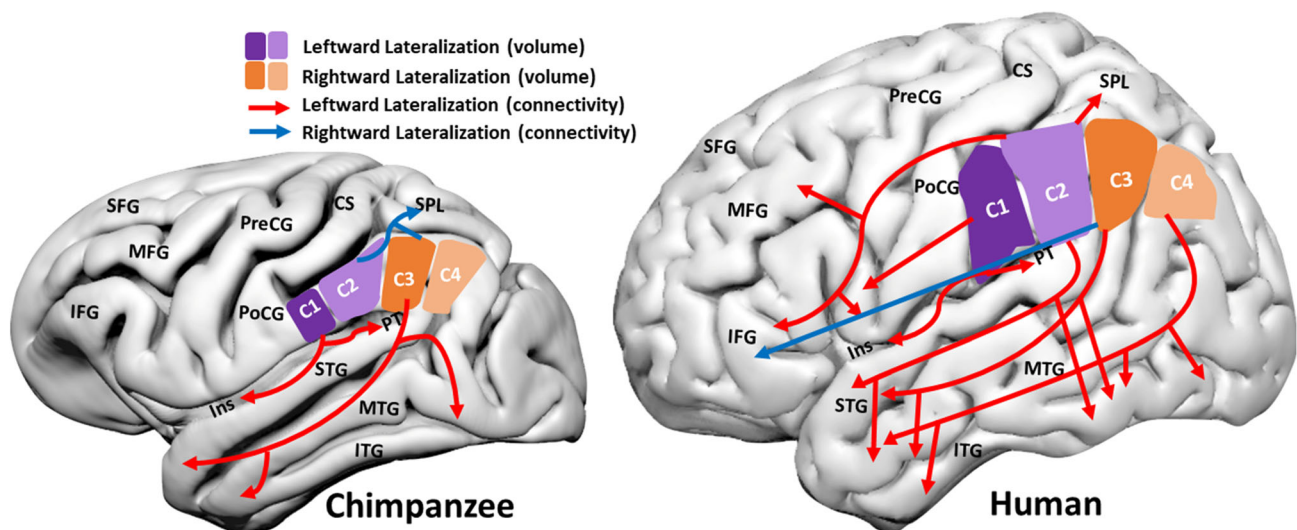 Leftward Lateralization (volume)
Rightward Lateralization (volume)
Leftward Lateralization (connectivity)
Rightward Lateralization (connectivity)
SFG
MFG
IFG
PreCG
CS
SPL
PoCG
C1
C2
C3
C4
PT
STG
Ins
MTG
ITG
Chimpanzee
CS
SPL
PreCG
SFG
PoCG
MFG
C1
C2
C3
C4
PT
IFG
Ins
MTG
STG
ITG
Human